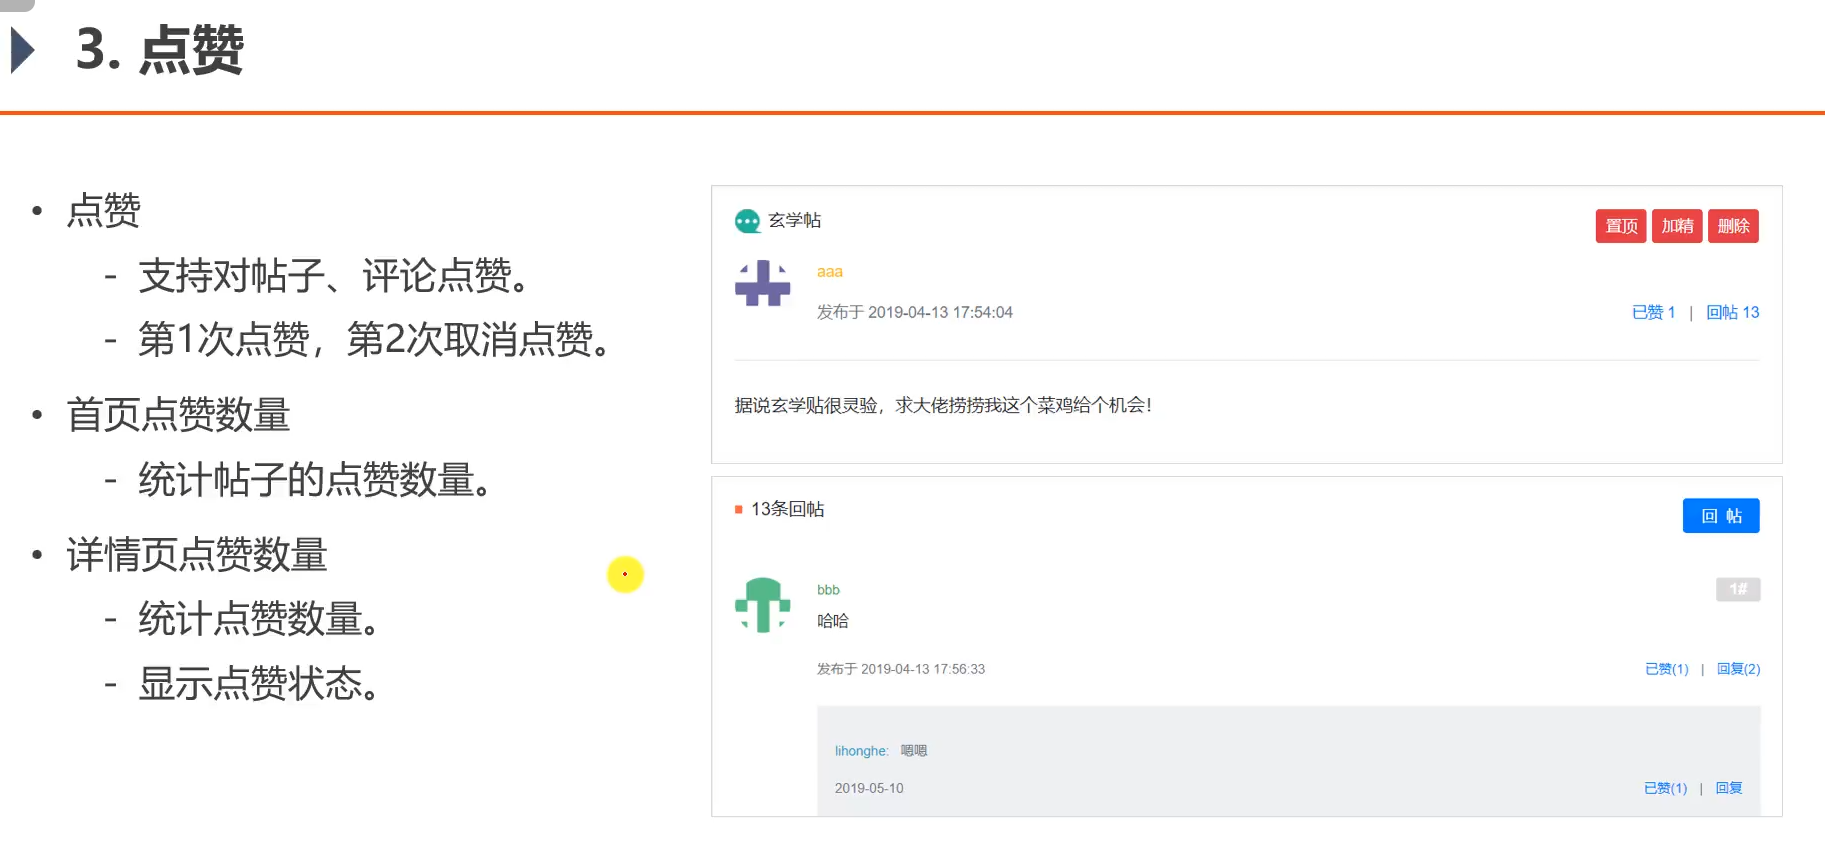 3. 点赞
• 点赞
- 支持对帖子、评论点赞。
- 第1次点赞，第2次取消点赞。
• 首页点赞数量
- 统计帖子的点赞数量。
• 详情页点赞数量
- 统计点赞数量。
- 显示点赞状态。
玄学帖
置顶 加精 删除
aaa
发布于 2019-04-13 17:54:04
已赞 1 | 回帖 13
据说玄学贴很灵验，求大佬捞捞我这个菜鸡给个机会！
13条回帖
回 帖
bbb
1#
哈哈
发布于 2019-04-13 17:56:33
已赞(1) | 回复(2)
lihonghe: 嗯嗯
2019-05-10
已赞(1) | 回复